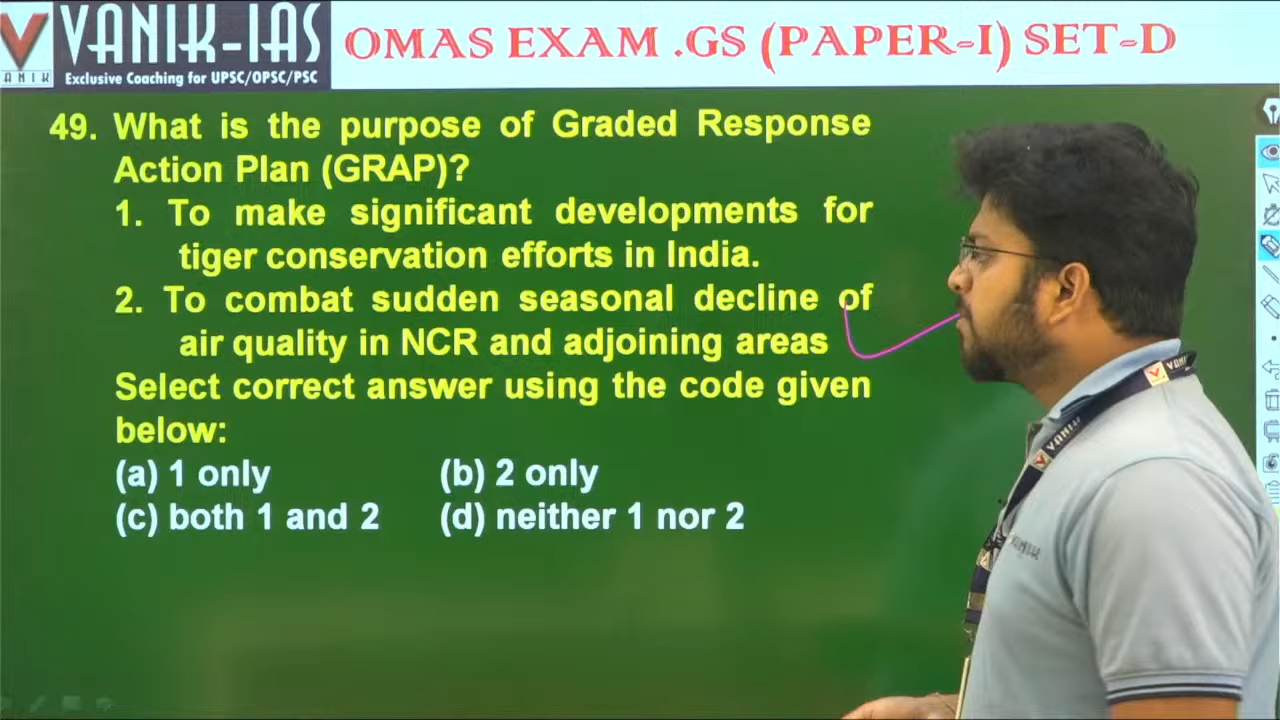 VANIK-IAS
VANIK
Exclusive Coaching for UPSC/OPSC/PSC
OMAS EXAM .GS (PAPER-I) SET-D
49. What is the purpose of Graded Response
Action Plan (GRAP)?
1. To make significant developments for
tiger conservation efforts in India.
2. To combat sudden seasonal decline of
air quality in NCR and adjoining areas
Select correct answer using the code given
below:
(a) 1 only (b) 2 only
(c) both 1 and 2 (d) neither 1 nor 2
VANIK